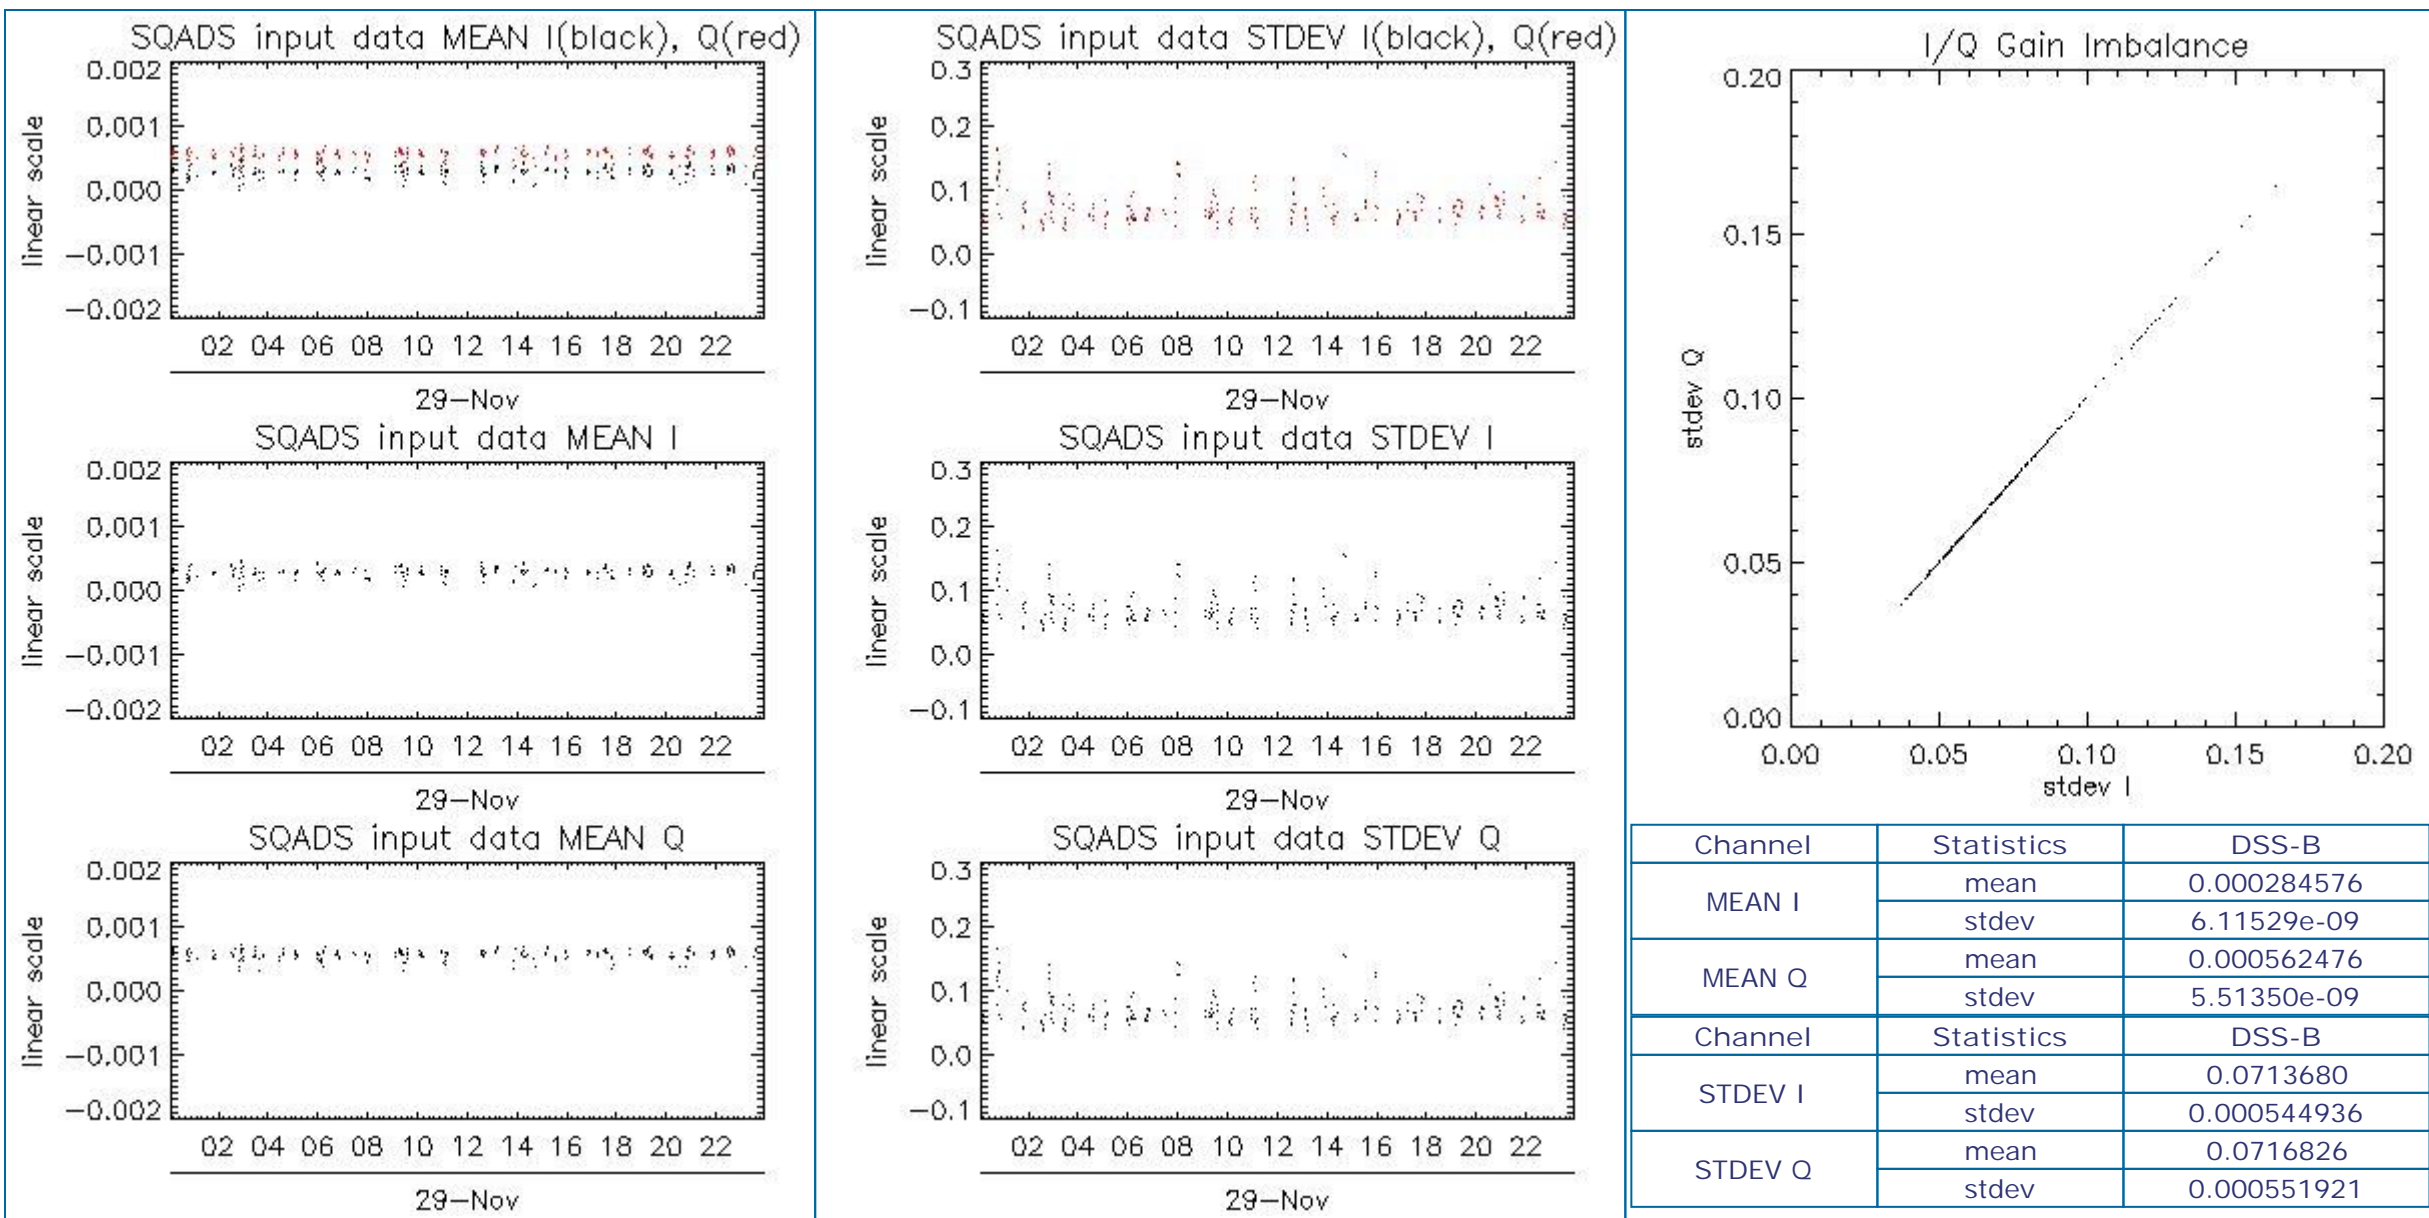 SQADS input data MEAN I(black), Q(red)
linear scale
0.002
0.001
0.000
−0.001
−0.002
02 04 06 08 10 12 14 16 18 20 22
29−Nov
SQADS input data MEAN I
linear scale
0.002
0.001
0.000
−0.001
−0.002
02 04 06 08 10 12 14 16 18 20 22
29−Nov
SQADS input data MEAN Q
linear scale
0.002
0.001
0.000
−0.001
−0.002
02 04 06 08 10 12 14 16 18 20 22
29−Nov
SQADS input data STDEV I(black), Q(red)
linear scale
0.3
0.2
0.1
0.0
−0.1
02 04 06 08 10 12 14 16 18 20 22
29−Nov
SQADS input data STDEV I
linear scale
0.3
0.2
0.1
0.0
−0.1
02 04 06 08 10 12 14 16 18 20 22
29−Nov
SQADS input data STDEV Q
linear scale
0.3
0.2
0.1
0.0
−0.1
02 04 06 08 10 12 14 16 18 20 22
29−Nov
I/Q Gain Imbalance
stdev Q
0.20
0.15
0.10
0.05
0.00
0.00 0.05 0.10 0.15 0.20
stdev I
Channel Statistics DSS-B
MEAN I mean 0.000284576
stdev 6.11529e-09
MEAN Q mean 0.000562476
stdev 5.51350e-09
Channel Statistics DSS-B
STDEV I mean 0.0713680
stdev 0.000544936
STDEV Q mean 0.0716826
stdev 0.000551921